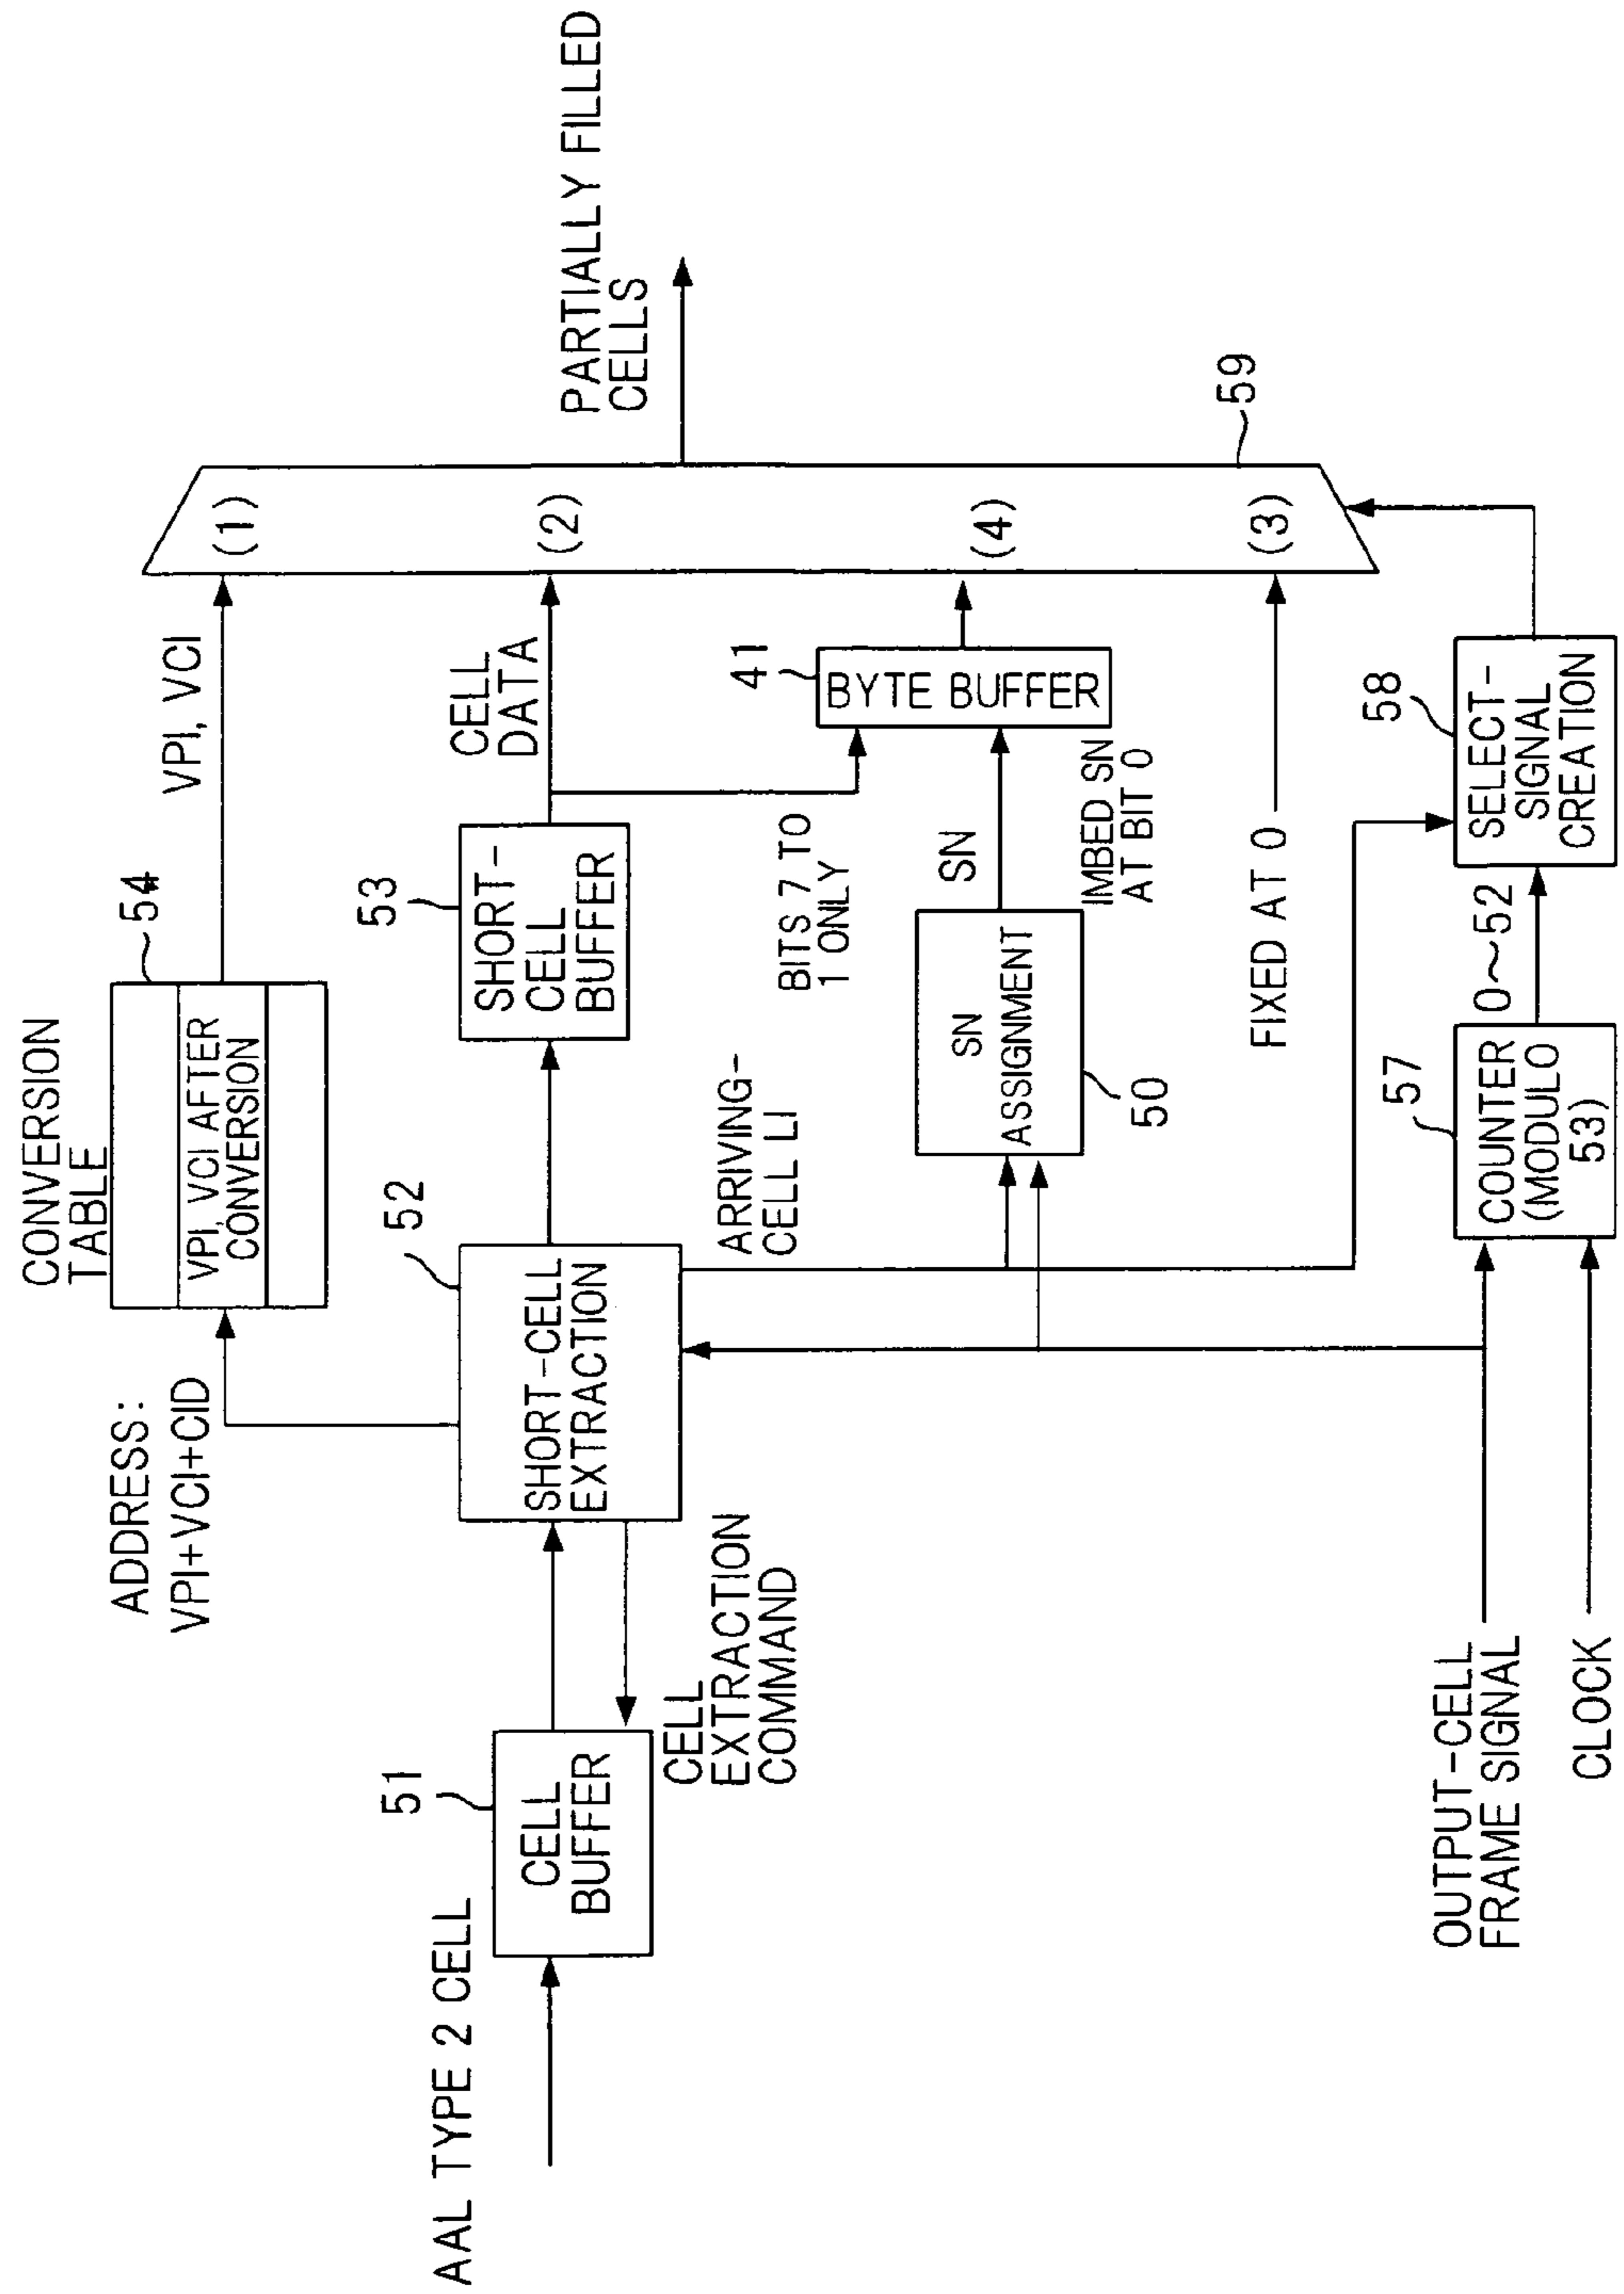 CONVERSION
TABLE
54
VPI, VCI AFTER
CONVERSION
ADDRESS:
VPI+VCI+CID
VPI, VCI
(1)
AAL TYPE 2 CELL
51
CELL
BUFFER
CELL
EXTRACTION
COMMAND
52
SHORT-CELL
EXTRACTION
53
SHORT-
CELL
BUFFER
CELL
DATA
(2)
PARTIALLY FILLED
CELLS
ARRIVING-
CELL LI
BITS 7 TO
1 ONLY
41
BYTE BUFFER
(4)
SN
ASSIGNMENT
50
SN
IMBED SN
AT BIT 0
FIXED AT 0
(3)
59
OUTPUT-CELL
FRAME SIGNAL
CLOCK
57
COUNTER
(MODULO
53)
0~52
58
SELECT-
SIGNAL
CREATION